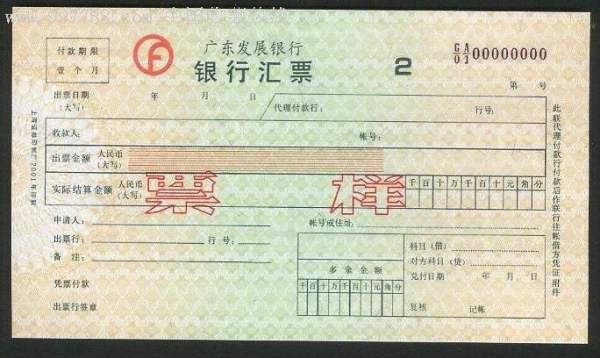 付款期限
壹个月
广东发展银行
银行汇票
2
GA
03 00000000
第 号
出票日期
(大写) 年 月 日
代理付款行: 行号:
收款人: 帐号:
出票金额 人民币
(大写)
实际结算金额 人民币
(大写)
千百十万千百十元角分
票样
申请人: 帐号或住址:
出票行: 行号:
备注:
凭票付款
出票行签章
多余金额
千百十万千百十元角分
科目(借)
对方科目(贷)
兑付日期 年 月 日
复核 记帐
此联代理付款行付款后作联行往帐借方凭证附件